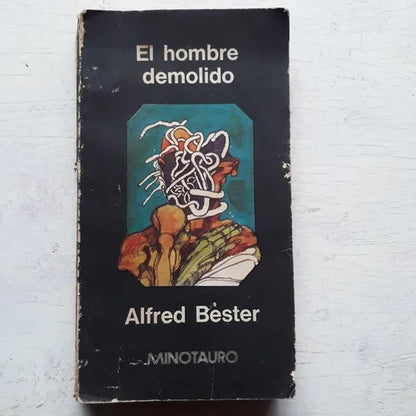 El hombre
demolido
Alfred Bester
MINOTAURO